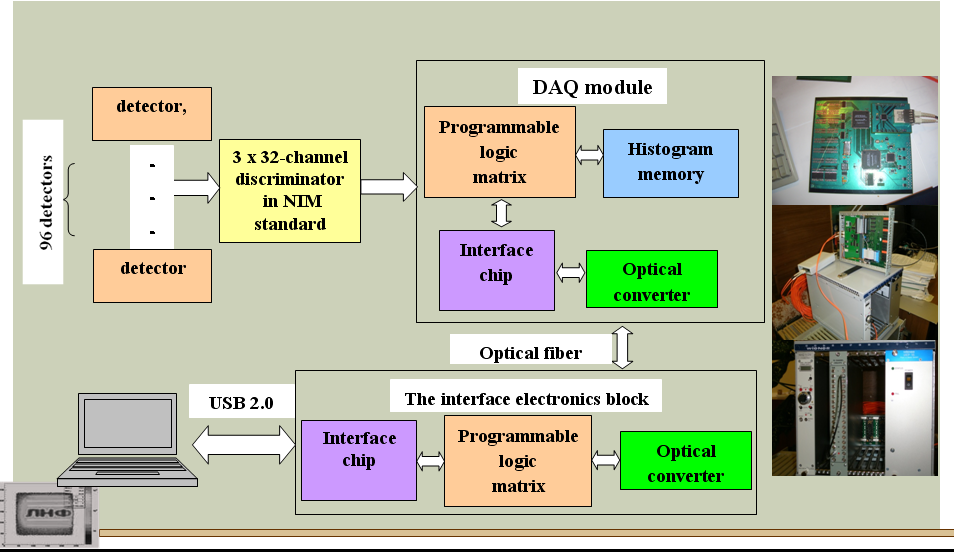 DAQ module
detector,
96 detectors
-
-
-
detector
3 x 32-channel
discriminator
in NIM
standard
Programmable
logic
matrix
Histogram
memory
Interface
chip
Optical
converter
Optical fiber
USB 2.0
The interface electronics block
Interface
chip
Programmable
logic
matrix
Optical
converter
ЛНФ